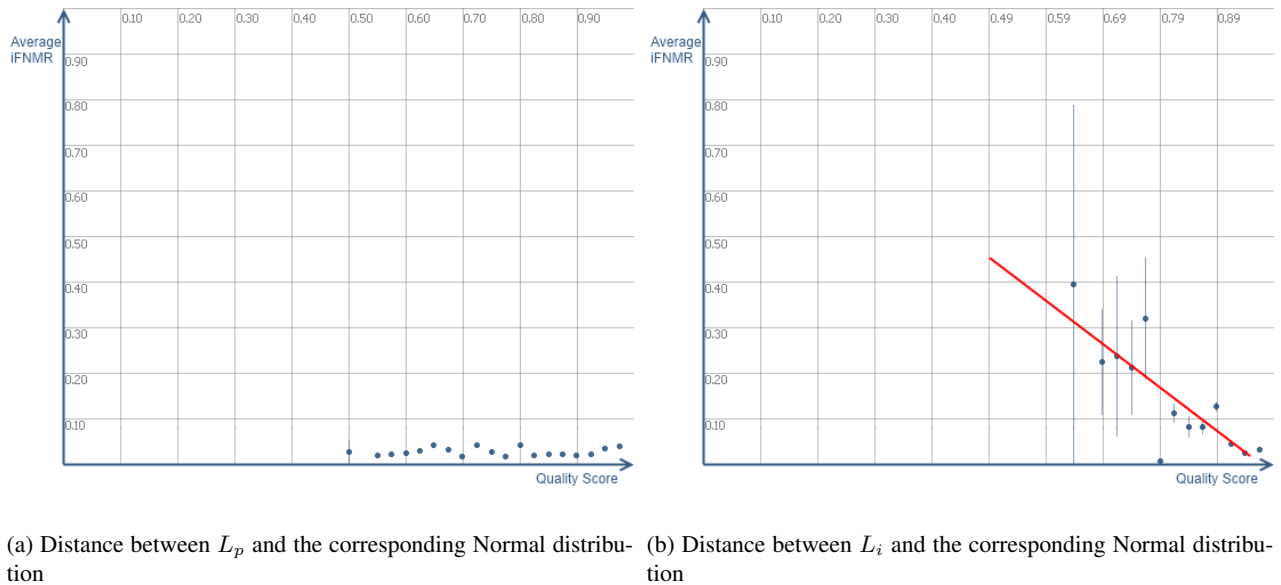 0.10 0.20 0.30 0.40 0.50 0.60 0.70 0.80 0.90
Average
iFNMR
0.90
0.80
0.70
0.60
0.50
0.40
0.30
0.20
0.10
Quality Score
0.10 0.20 0.30 0.40 0.49 0.59 0.69 0.79 0.89
Average
iFNMR
0.90
0.80
0.70
0.60
0.50
0.40
0.30
0.20
0.10
Quality Score
(a) Distance between Lp and the corresponding Normal distribu-
tion
(b) Distance between Li and the corresponding Normal distribu-
tion